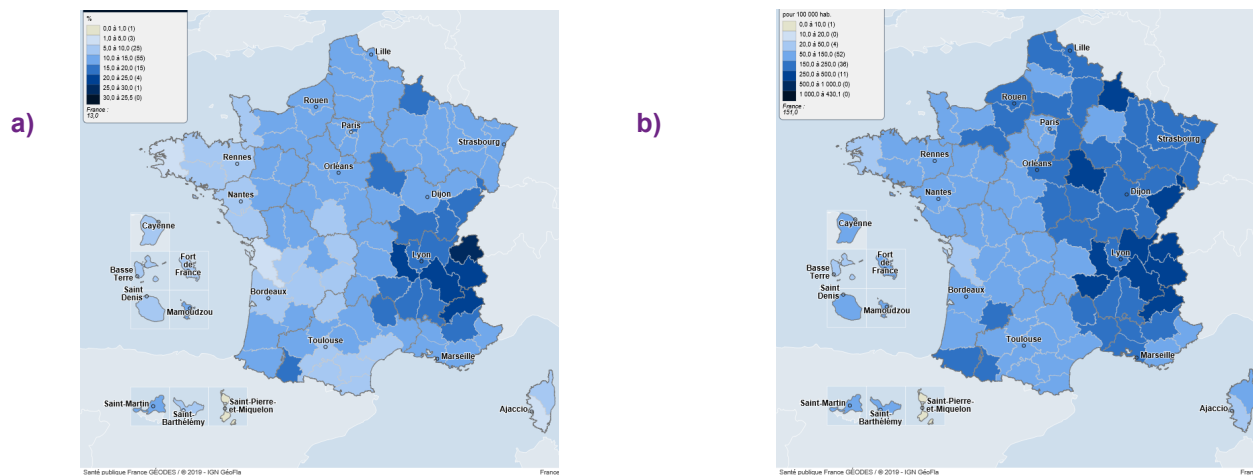 a)
%
0,0 à 1,0 (1)
1,0 à 5,0 (3)
5,0 à 10,0 (25)
10,0 à 15,0 (55)
15,0 à 20,0 (15)
20,0 à 25,0 (4)
25,0 à 30,0 (1)
30,0 à 25,5 (0)
France :
13,0
Lille
Rouen
Paris
Strasbourg
Rennes
Orléans
Nantes
Dijon
Cayenne
Lyon
Basse Terre
Fort de France
Saint Denis
Bordeaux
Mamoudzou
Toulouse
Marseille
Saint-Martin
Saint-Barthélémy
Saint-Pierre-et-Miquelon
Ajaccio
Santé publique France GÉODES / ® 2019 - IGN GéoFla
France
b)
pour 100 000 hab.
0,0 à 10,0 (1)
10,0 à 20,0 (0)
20,0 à 50,0 (4)
50,0 à 150,0 (52)
150,0 à 250,0 (36)
250,0 à 500,0 (11)
500,0 à 1 000,0 (0)
1 000,0 à 430,1 (0)
France :
151,0
Lille
Rouen
Paris
Strasbourg
Rennes
Orléans
Nantes
Dijon
Cayenne
Lyon
Basse Terre
Fort de France
Saint Denis
Bordeaux
Mamoudzou
Toulouse
Marseille
Saint-Martin
Saint-Barthélémy
Saint-Pierre-et-Miquelon
Ajaccio
Santé publique France GÉODES / ® 2019 - IGN GéoFla
Fran